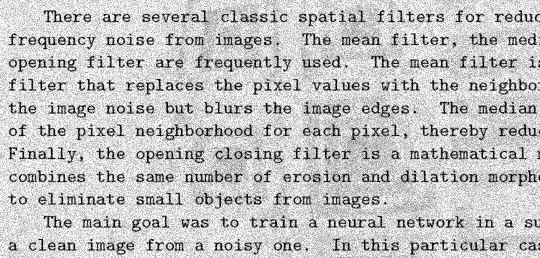 There are several classic spatial filters for reduc
frequency noise from images. The mean filter, the medi
opening filter are frequently used. The mean filter is
filter that replaces the pixel values with the neighbor
the image noise but blurs the image edges. The median
of the pixel neighborhood for each pixel, thereby reduc
Finally, the opening closing filter is a mathematical m
combines the same number of erosion and dilation morpho
to eliminate small objects from images.
The main goal was to train a neural network in a su
a clean image from a noisy one. In this particular cas